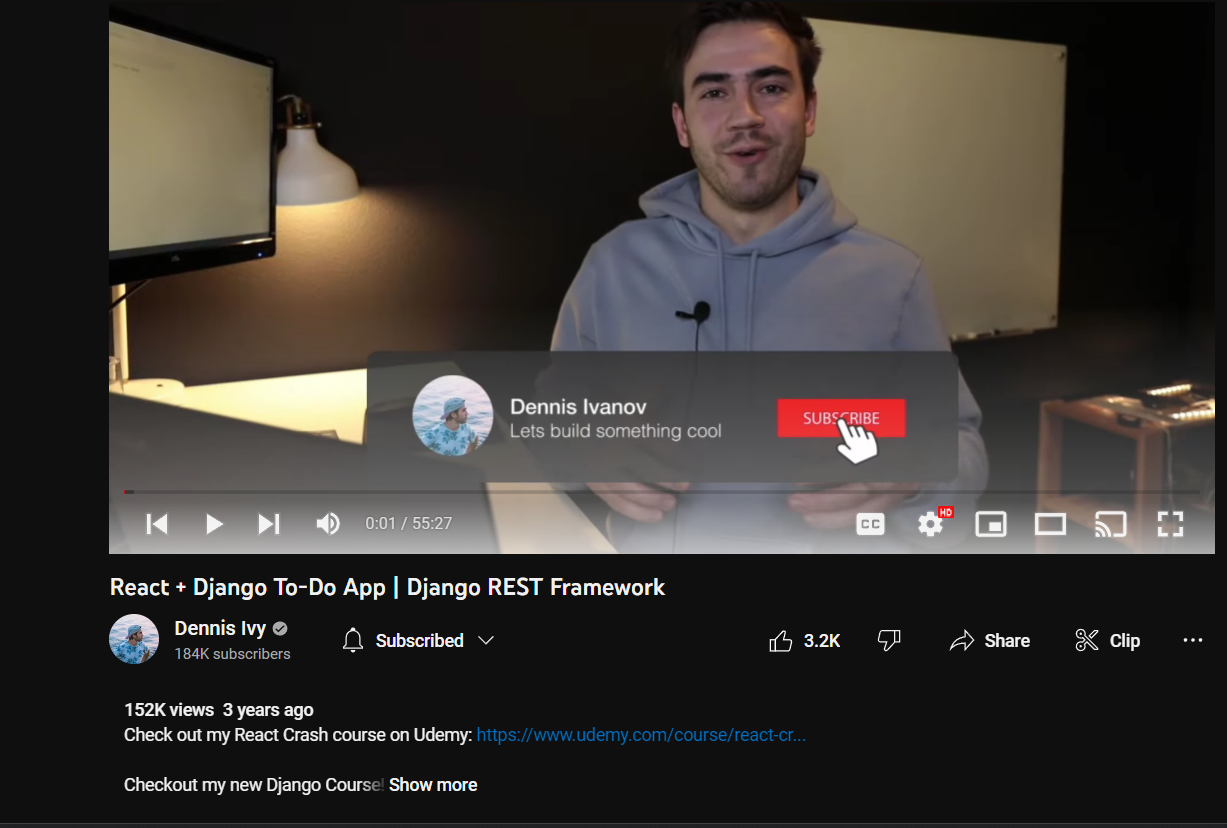 Dennis Ivanov
Lets build something cool
SUBSCRIBE
0:01 / 55:27
CC
HD
React + Django To-Do App | Django REST Framework
Dennis Ivy
184K subscribers
Subscribed
3.2K
Share
Clip
152K views 3 years ago
Check out my React Crash course on Udemy: https://www.udemy.com/course/react-cr...
Checkout my new Django Course! Show more